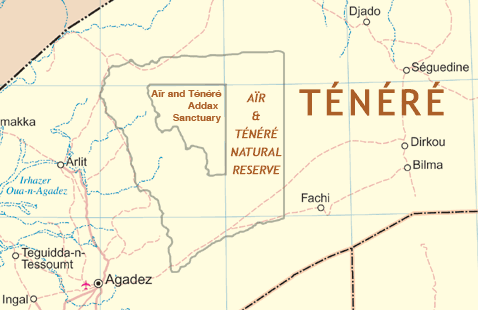 Djado
Séguedine
Aïr and Ténéré
Addax
Sanctuary
AÏR
&
TÉNÉRÉ
NATURAL
RESERVE
TÉNÉRÉ
makka
Arlit
Dirkou
Bilma
Irhazer
Oua-n-Agadez
Fachi
Teguidda-n-
Tessoumt
Agadez
Ingal